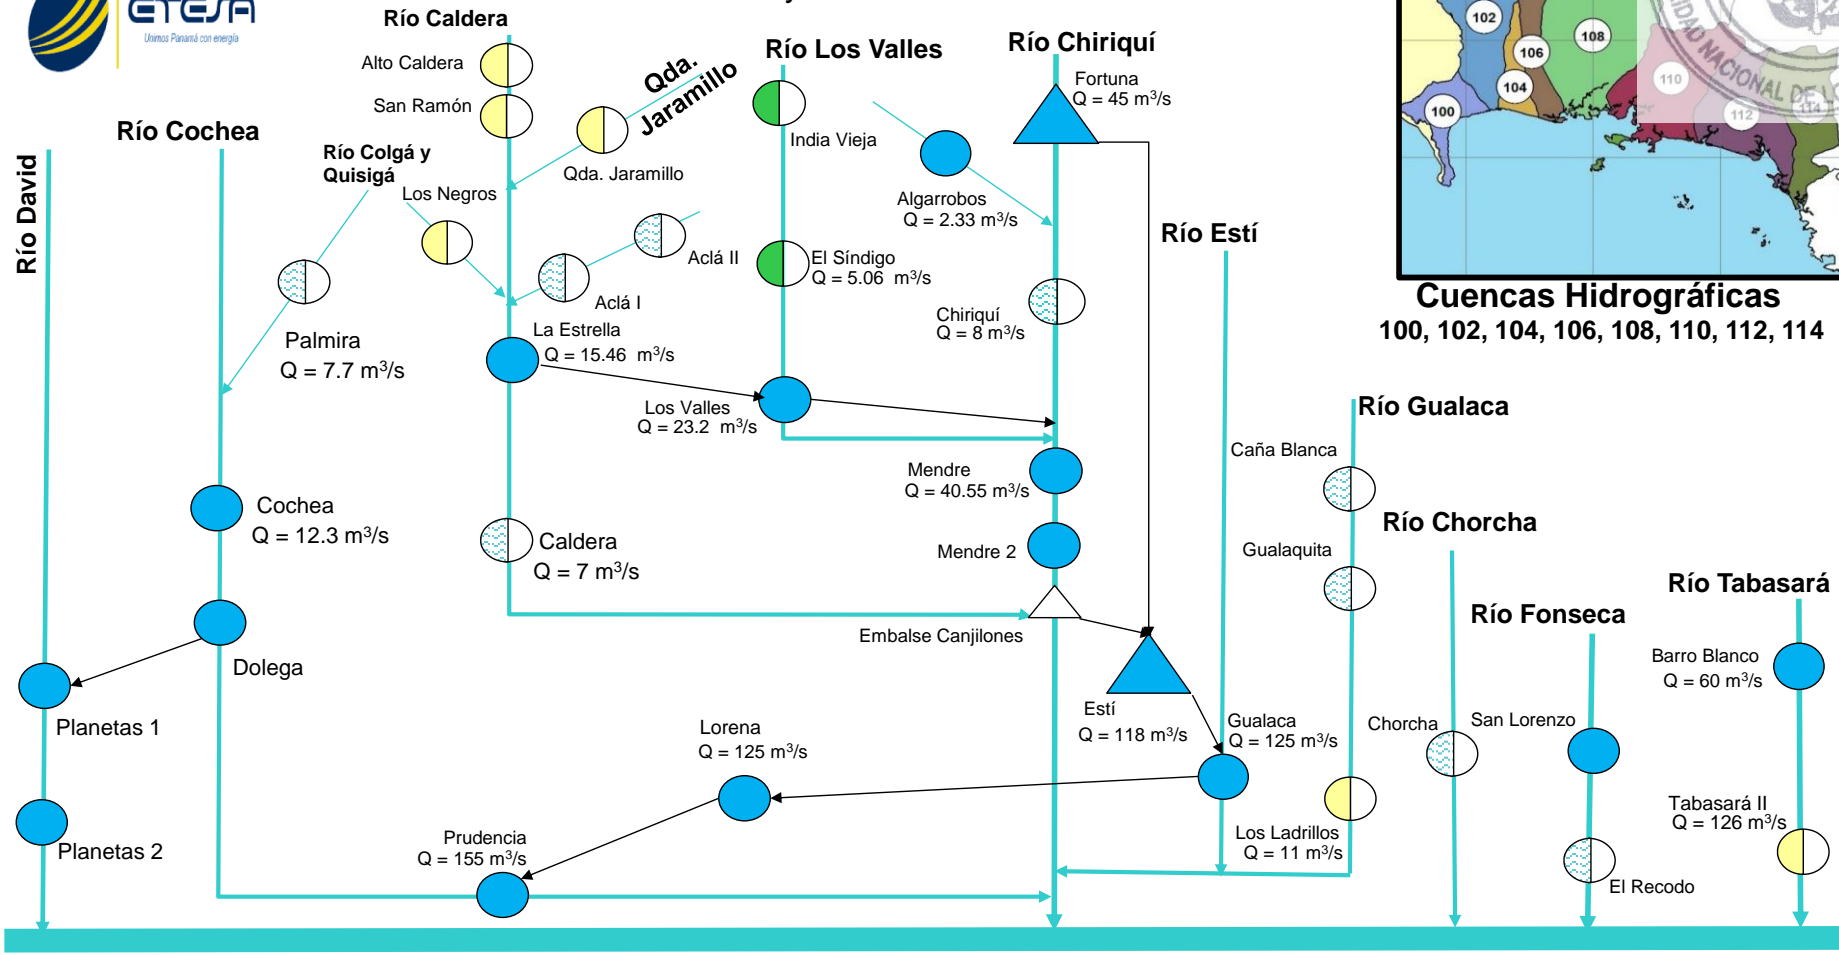 ETESA
Unimos Panamá con energía
Río Caldera
Alto Caldera
San Ramón
Qda.
Jaramillo
Qda. Jaramillo
Río Los Valles
India Vieja
Río Chiriquí
Fortuna
Q = 45 m³/s
Algarrobos
Q = 2.33 m³/s
Río David
Río Cochea
Río Colgá y
Quisigá
Los Negros
Aclá II
Aclá I
El Síndigo
Q = 5.06 m³/s
Chiriquí
Q = 8 m³/s
Río Estí
102
108
106
104
100
110
112
114
NACIONAL DE LO
Cuencas Hidrográficas
100, 102, 104, 106, 108, 110, 112, 114
Palmira
Q = 7.7 m³/s
La Estrella
Q = 15.46 m³/s
Los Valles
Q = 23.2 m³/s
Río Gualaca
Caña Blanca
Mendre
Q = 40.55 m³/s
Cochea
Q = 12.3 m³/s
Caldera
Q = 7 m³/s
Mendre 2
Gualaquita
Río Chorcha
Río Fonseca
Río Tabasará
Embalse Canjilones
Dolega
Barro Blanco
Q = 60 m³/s
Planetas 1
Estí
Q = 118 m³/s
Gualaca
Q = 125 m³/s
Chorcha
San Lorenzo
Lorena
Q = 125 m³/s
Tabasará II
Q = 126 m³/s
Los Ladrillos
Q = 11 m³/s
Planetas 2
Prudencia
Q = 155 m³/s
El Recodo